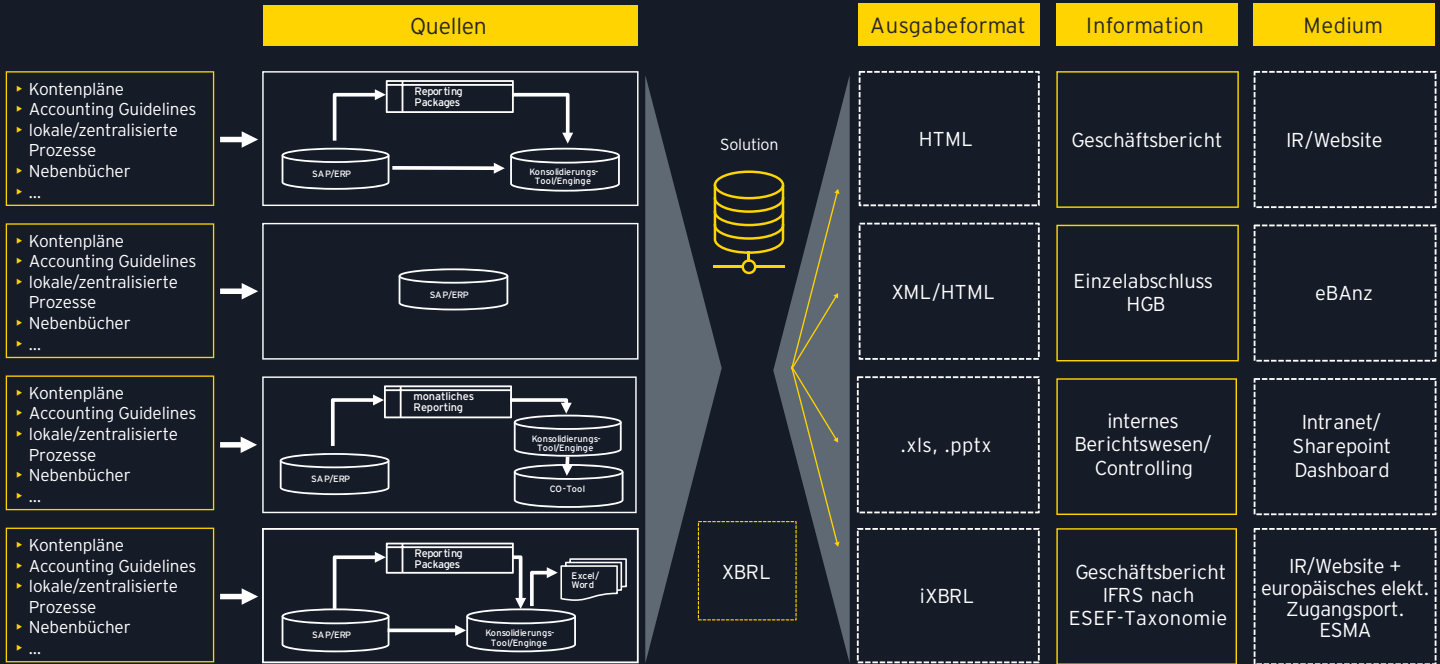 Quellen
Ausgabeformat
Information
Medium
Kontenpläne
Accounting Guidelines
lokale/zentralisierte
Prozesse
Nebenbücher
...
Reporting
Packages
SAP/ERP
Konsolidierungs-
Tool/Enginge
Solution
HTML
Geschäftsbericht
IR/Website
Kontenpläne
Accounting Guidelines
lokale/zentralisierte
Prozesse
Nebenbücher
...
SAP/ERP
XML/HTML
Einzelabschluss
HGB
eBAnz
Kontenpläne
Accounting Guidelines
lokale/zentralisierte
Prozesse
Nebenbücher
...
monatliches
Reporting
Konsolidierungs-
Tool/Enginge
SAP/ERP
CO-Tool
.xls, .pptx
internes
Berichtswesen/
Controlling
Intranet/
Sharepoint
Dashboard
Kontenpläne
Accounting Guidelines
lokale/zentralisierte
Prozesse
Nebenbücher
...
Reporting
Packages
Excel/
Word
SAP/ERP
Konsolidierungs-
Tool/Enginge
XBRL
iXBRL
Geschäftsbericht
IFRS nach
ESEF-Taxonomie
IR/Website +
europäisches elekt.
Zugangsport.
ESMA